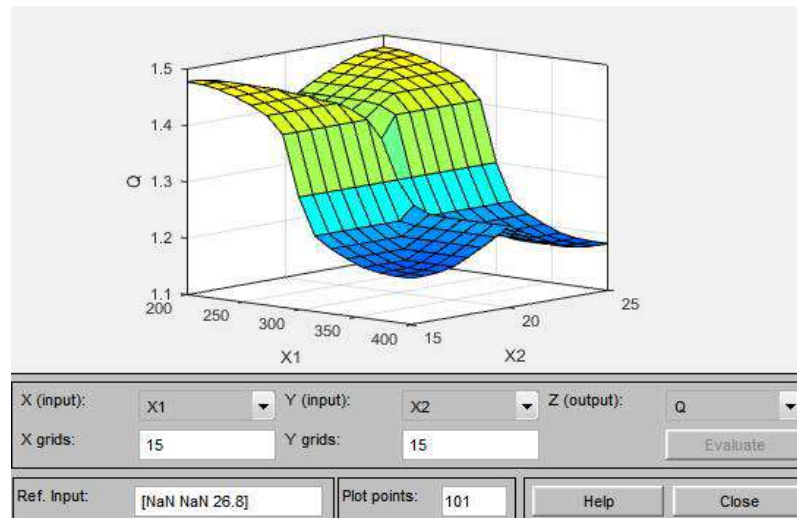 1.5
1.4
1.3
1.2
1.1
Q
200
250
300
350
400
X1
15
20
25
X2
X (input): X1 Y (input): X2 Z (output): Q
X grids: 15 Y grids: 15 Evaluate
Ref. Input: [NaN NaN 26.8] Plot points: 101 Help Close